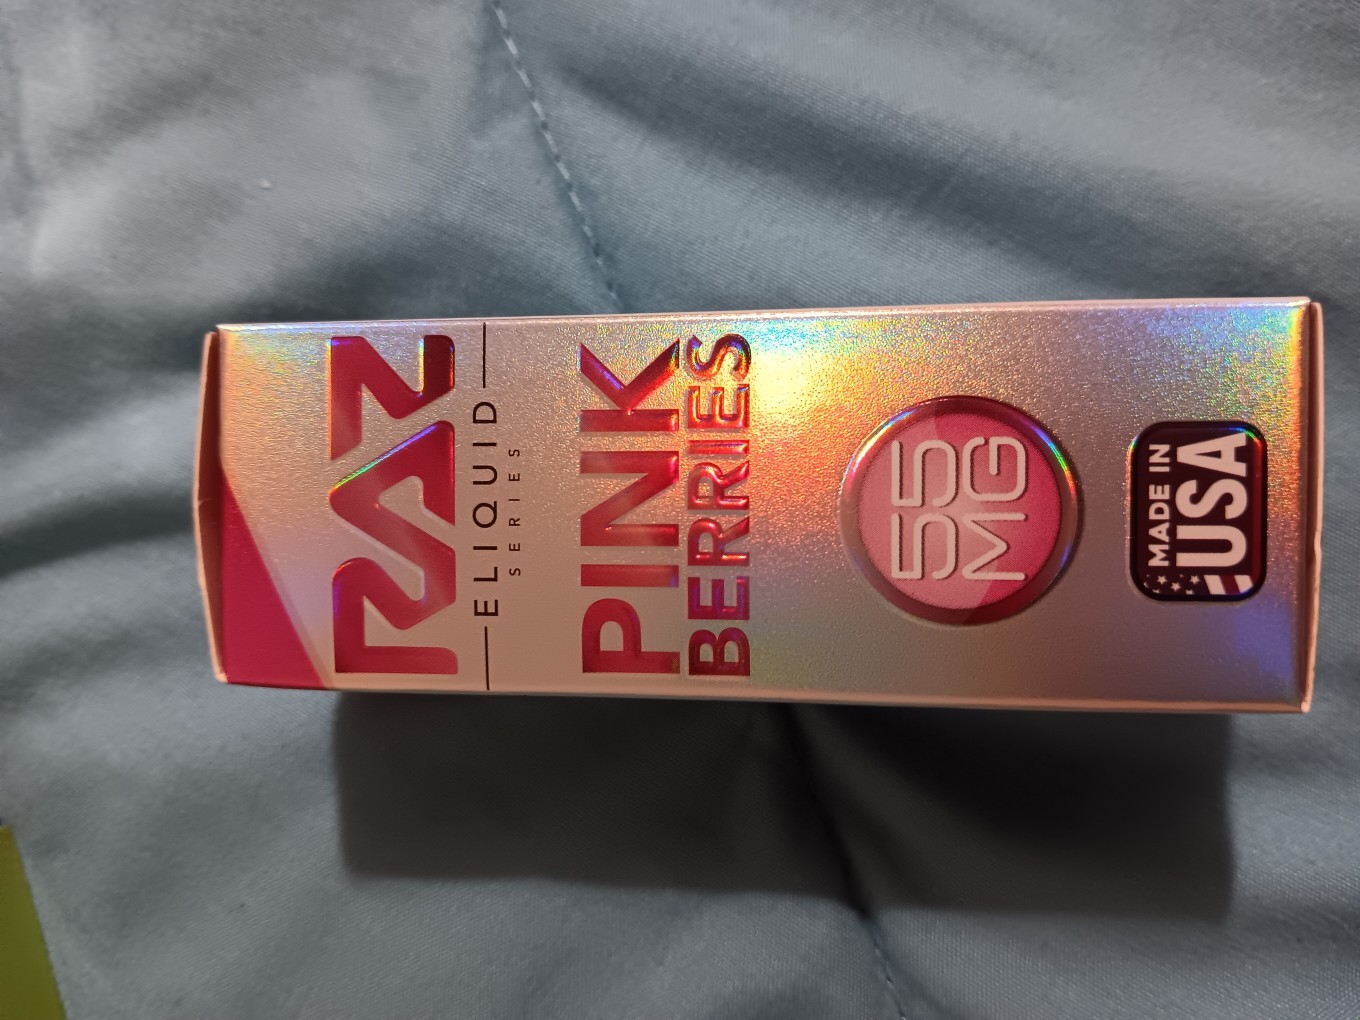 RAZ
ELIQUID
SERIES
PINK
BERRIES
55
MG
MADE IN
USA